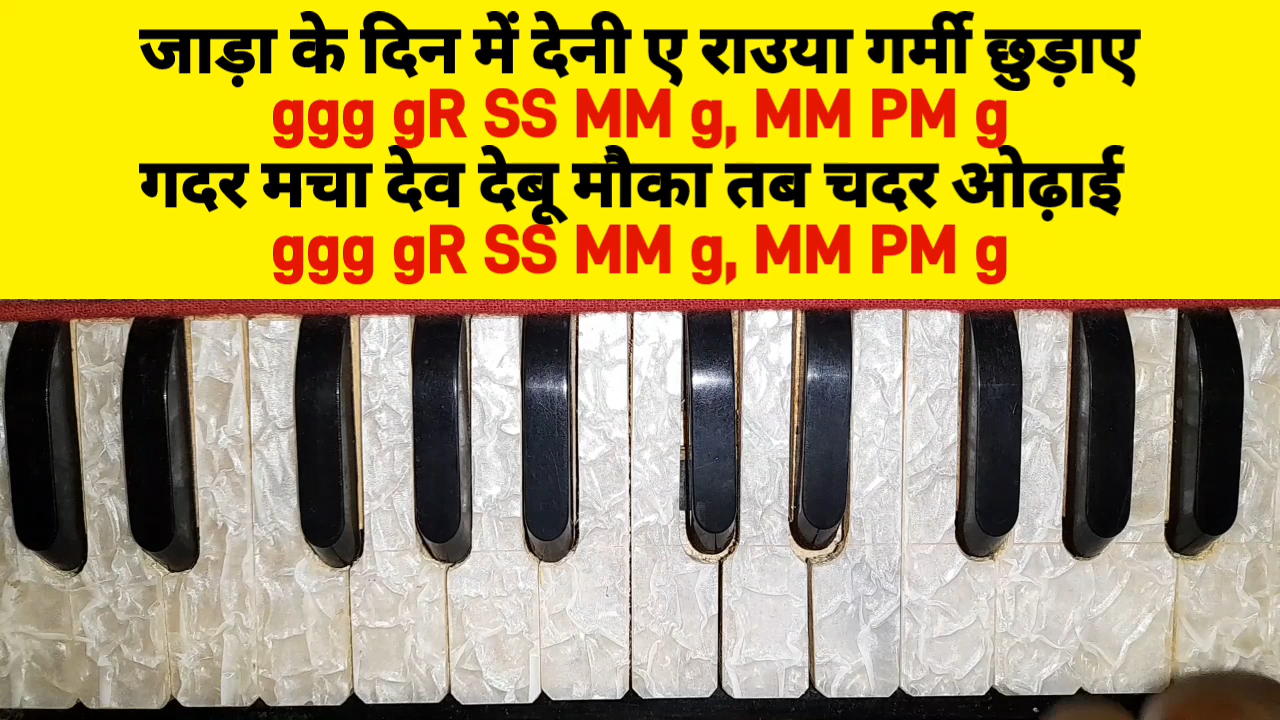 जाड़ा के दिन में देनी ए राउया गर्मी छुड़ाए
ggg gR SS MM g, MM PM g
गदर मचा देव देबू मौका तब चदर ओढ़ाई
ggg gR SS MM g, MM PM g